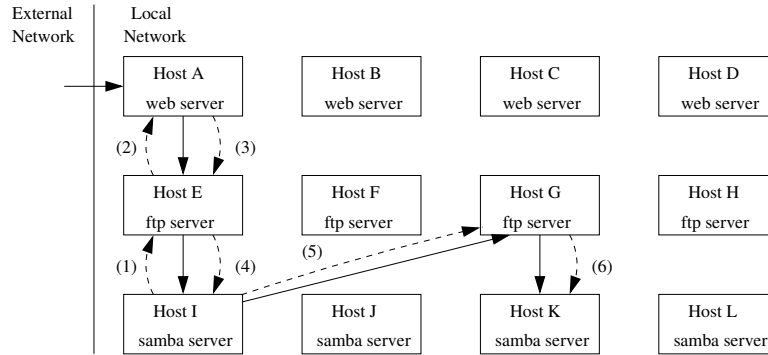 External Network
Local Network
Host A
web server
Host B
web server
Host C
web server
Host D
web server
(2)
(3)
Host E
ftp server
Host F
ftp server
Host G
ftp server
Host H
ftp server
(1)
(4)
(5)
(6)
Host I
samba server
Host J
samba server
Host K
samba server
Host L
samba server